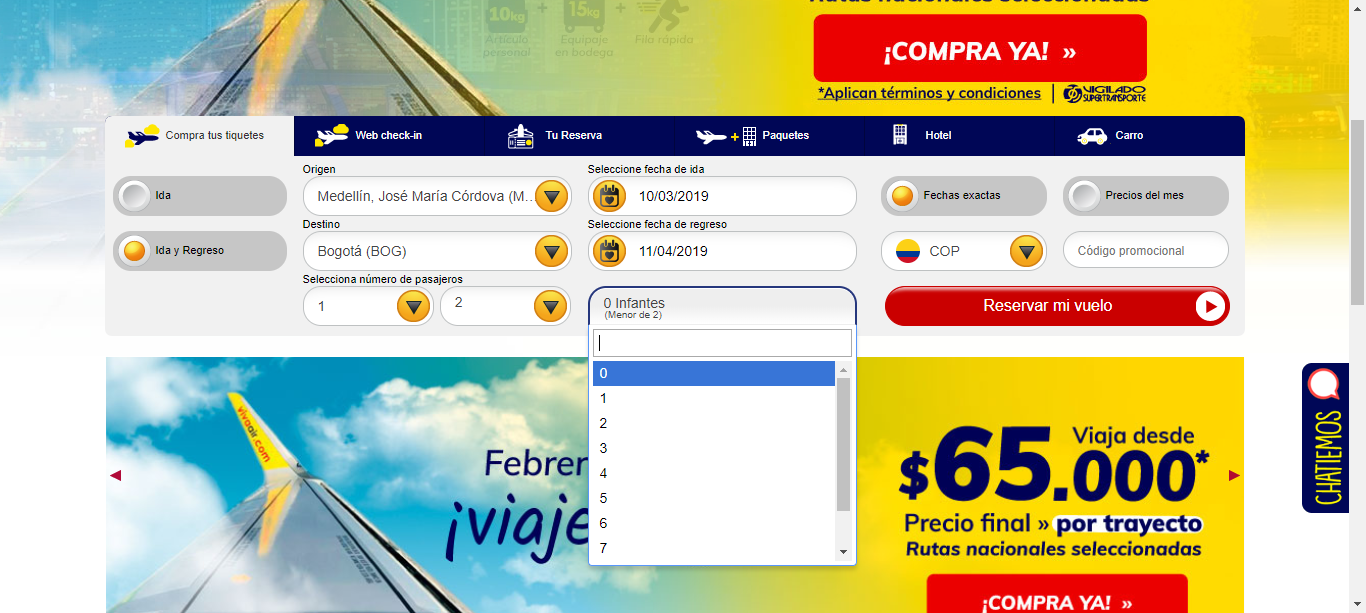 10kg + 15kg +
Artículo personal
Equipaje en bodega
Fila rápida
Rutas nacionales seleccionadas
¡COMPRA YA! »
*Aplican términos y condiciones | VIGILADO SUPERTRANSPORTE
Compra tus tiquetes
Web check-in
Tu Reserva
Paquetes
Hotel
Carro
Ida
Ida y Regreso
Origen
Medellín, José María Córdova (M...
Destino
Bogotá (BOG)
Selecciona número de pasajeros
1
2
Seleccione fecha de ida
10/03/2019
Seleccione fecha de regreso
11/04/2019
0 Infantes
(Menor de 2)
0
1
2
3
4
5
6
7
Fechas exactas
Precios del mes
COP
Código promocional
Reservar mi vuelo
vivaair.com
Febrer
¡viaje
$65.000*
Viaja desde
Precio final » por trayecto
Rutas nacionales seleccionadas
¡COMPRA YA! »
CHATIEMOS